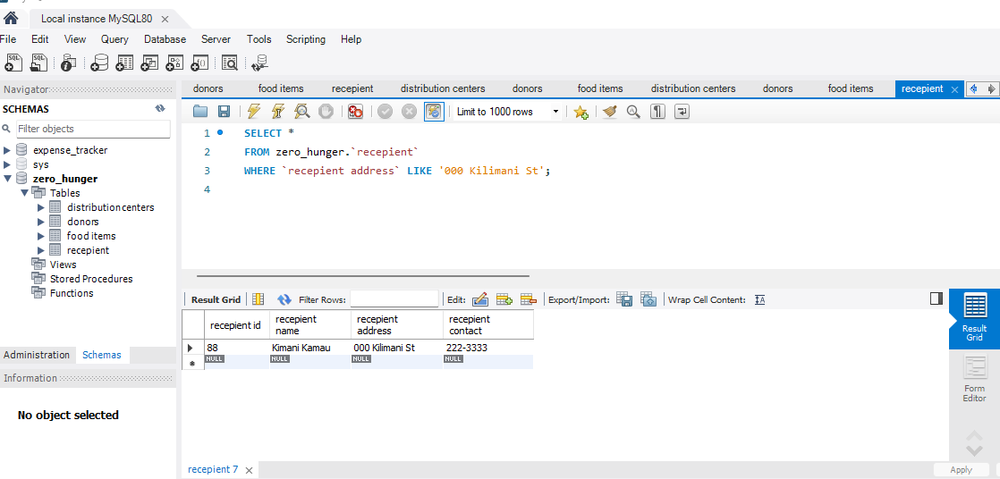 Local instance MySQL80
File Edit View Query Database Server Tools Scripting Help
Navigator
SCHEMAS
Filter objects
expense_tracker
sys
zero_hunger
Tables
distribution centers
donors
food items
recepient
Views
Stored Procedures
Functions
Administration Schemas
Information
No object selected
donors food items recepient distribution centers donors food items distribution centers donors food items recepient
Limit to 1000 rows
1 SELECT *
2 FROM zero_hunger.`recepient`
3 WHERE `recepient address` LIKE '000 Kilimani St';
4
Result Grid Filter Rows: Edit: Export/Import: Wrap Cell Content:
recepient id recepient name recepient address recepient contact
88 Kimani Kamau 000 Kilimani St 222-3333
NULL NULL NULL NULL
Result Grid
Form Editor
recepient 7
Apply